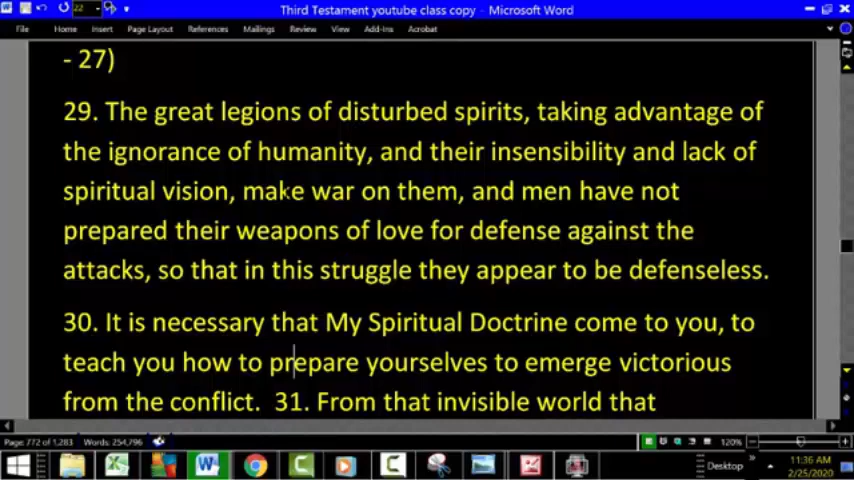 22
Third Testament youtube class copy - Microsoft Word
File Home Insert Page Layout References Mailings Review View Add-Ins Acrobat
- 27)
29. The great legions of disturbed spirits, taking advantage of
the ignorance of humanity, and their insensibility and lack of
spiritual vision, make war on them, and men have not
prepared their weapons of love for defense against the
attacks, so that in this struggle they appear to be defenseless.
30. It is necessary that My Spiritual Doctrine come to you, to
teach you how to prepare yourselves to emerge victorious
from the conflict.  31. From that invisible world that
Page: 772 of 1,283 Words: 254,796 120%
Desktop 11:36 AM
2/25/2020